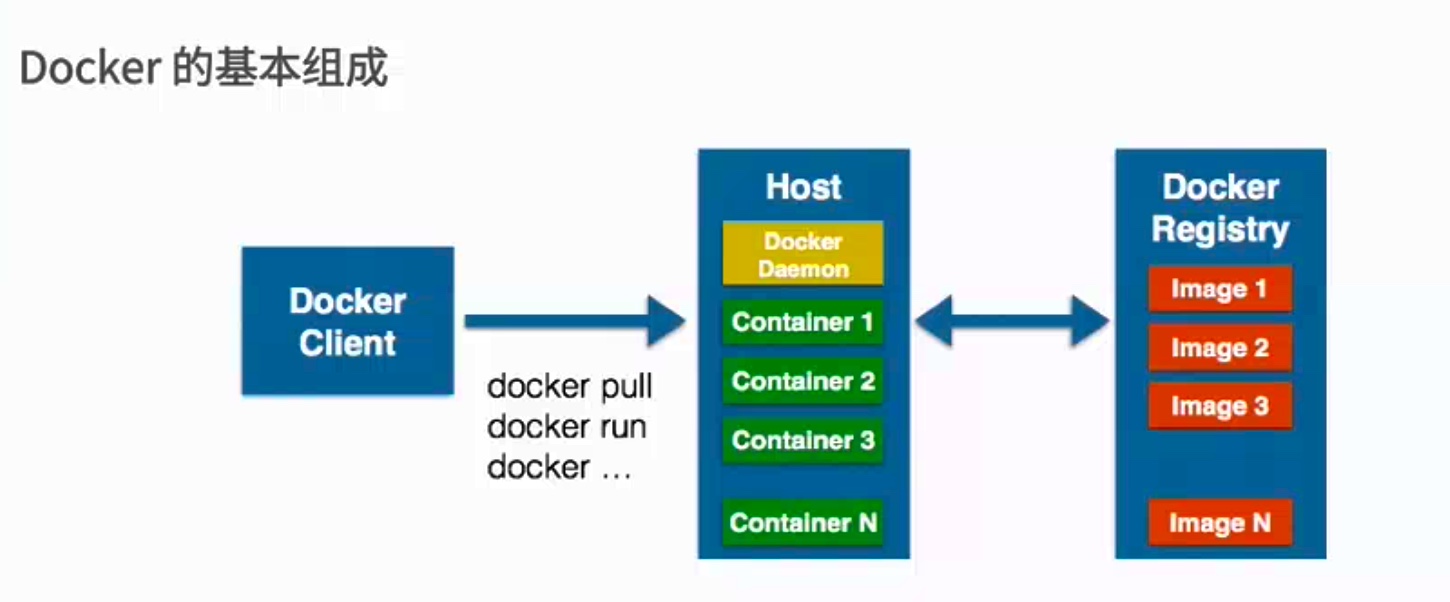 Docker 的基本组成
Docker
Client
docker pull
docker run
docker ...
Host
Docker
Daemon
Container 1
Container 2
Container 3
Container N
Docker
Registry
Image 1
Image 2
Image 3
Image N